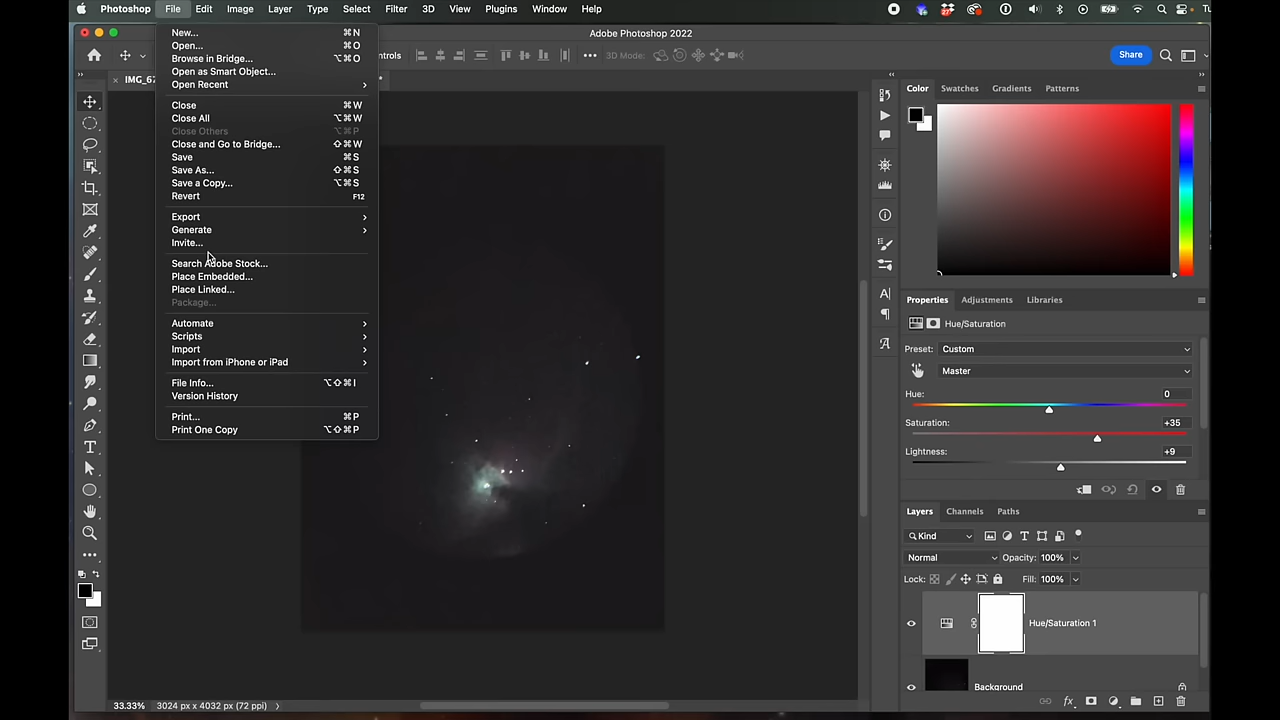 Photoshop File Edit Image Layer Type Select Filter 3D View Plugins Window Help
Adobe Photoshop 2022
3D Mode:
Share
New... ⌘N
Open... ⌘O
Browse in Bridge... ⌥⌘O
Open as Smart Object...
Open Recent
Close ⌘W
Close All ⌥⌘W
Close Others ⌥⌘P
Close and Go to Bridge... ⇧⌘W
Save ⌘S
Save As... ⇧⌘S
Save a Copy... ⌥⌘S
Revert F12
Export
Generate
Invite...
Search Adobe Stock...
Place Embedded...
Place Linked...
Package...
Automate
Scripts
Import
Import from iPhone or iPad
File Info... ⌥⇧⌘I
Version History
Print... ⌘P
Print One Copy ⌥⇧⌘P
33.33% 3024 px x 4032 px (72 ppi)
Color Swatches Gradients Patterns
Properties Adjustments Libraries
Hue/Saturation
Preset: Custom
Master
Hue: 0
Saturation: +35
Lightness: +9
Layers Channels Paths
Kind
Normal Opacity: 100%
Lock: Fill: 100%
Hue/Saturation 1
Background